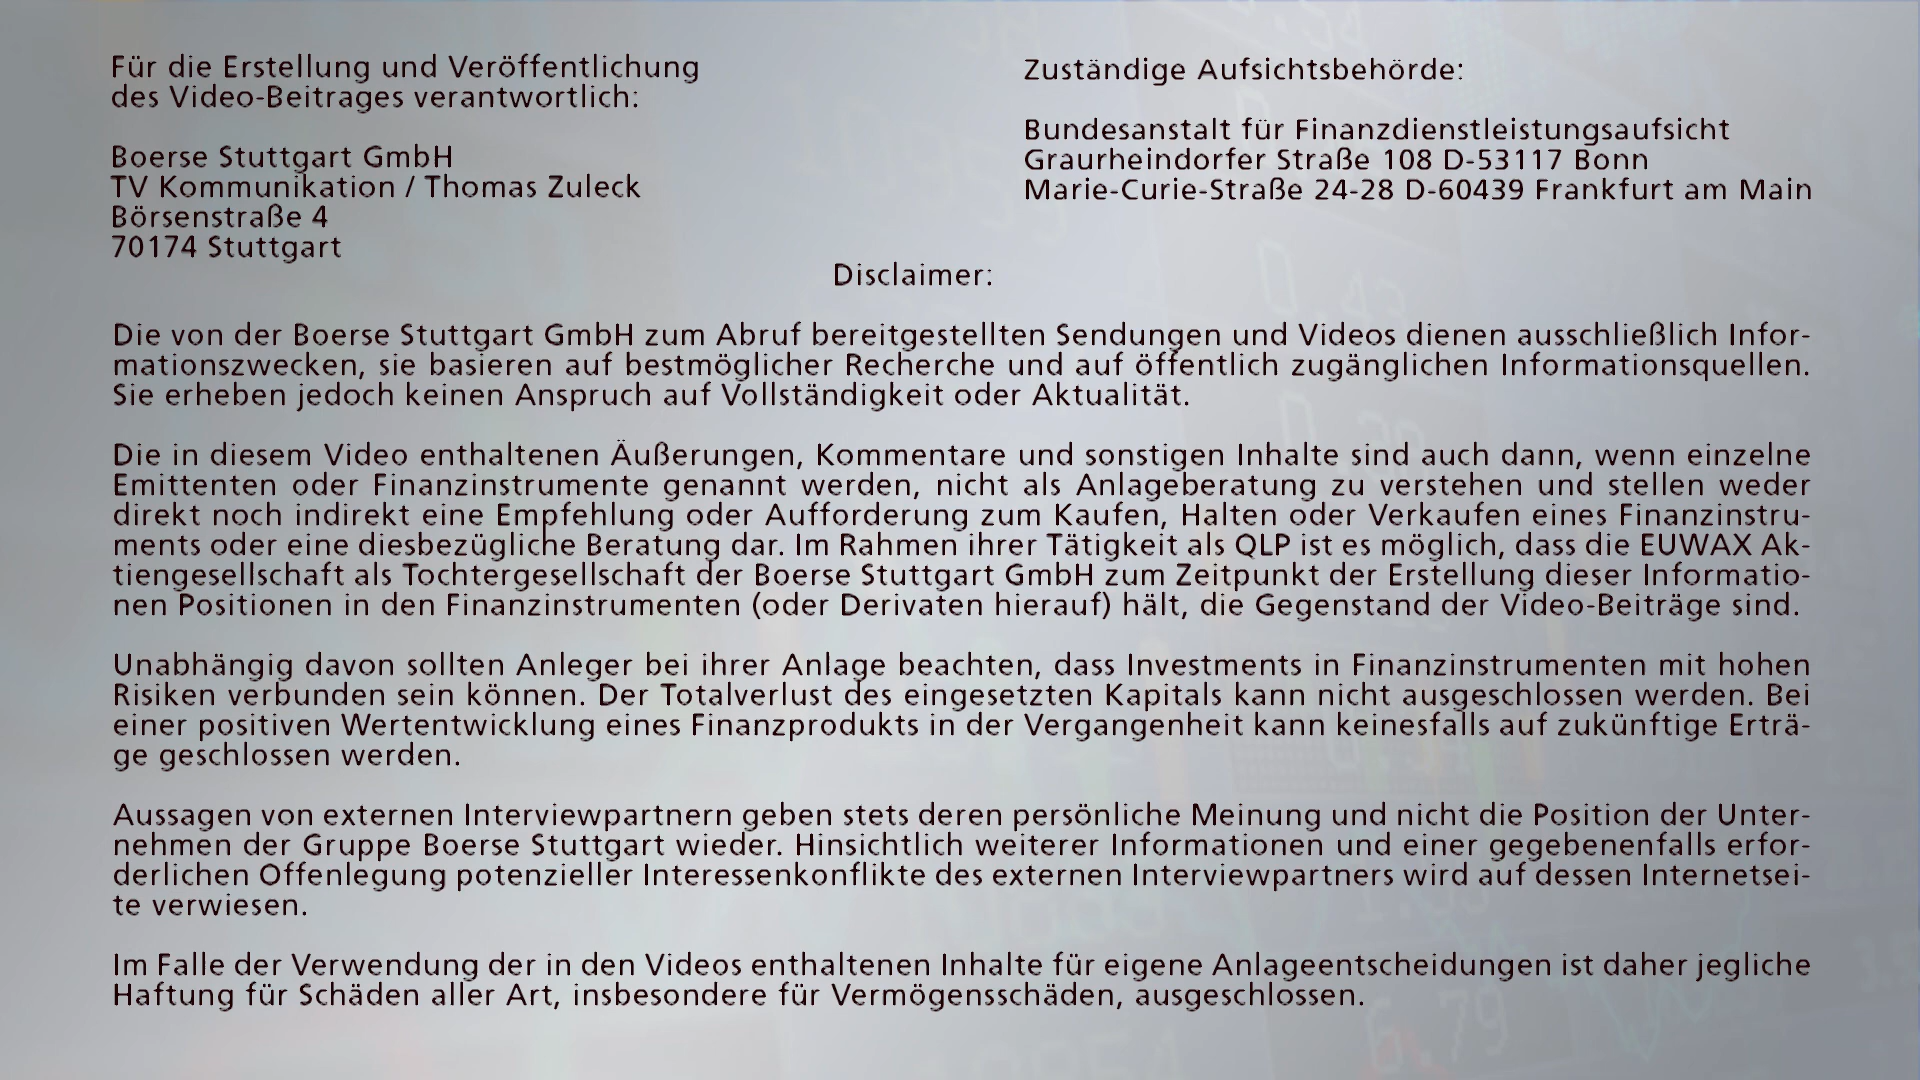 Für die Erstellung und Veröffentlichung
des Video-Beitrages verantwortlich:
Boerse Stuttgart GmbH
TV Kommunikation / Thomas Zuleck
Börsenstraße 4
70174 Stuttgart
Zuständige Aufsichtsbehörde:
Bundesanstalt für Finanzdienstleistungsaufsicht
Graurheindorfer Straße 108 D-53117 Bonn
Marie-Curie-Straße 24-28 D-60439 Frankfurt am Main
Disclaimer:
Die von der Boerse Stuttgart GmbH zum Abruf bereitgestellten Sendungen und Videos dienen ausschließlich Infor-
mationszwecken, sie basieren auf bestmöglicher Recherche und auf öffentlich zugänglichen Informationsquellen.
Sie erheben jedoch keinen Anspruch auf Vollständigkeit oder Aktualität.
Die in diesem Video enthaltenen Äußerungen, Kommentare und sonstigen Inhalte sind auch dann, wenn einzelne
Emittenten oder Finanzinstrumente genannt werden, nicht als Anlageberatung zu verstehen und stellen weder
direkt noch indirekt eine Empfehlung oder Aufforderung zum Kaufen, Halten oder Verkaufen eines Finanzinstru-
ments oder eine diesbezügliche Beratung dar. Im Rahmen ihrer Tätigkeit als QLP ist es möglich, dass die EUWAX Ak-
tiengesellschaft als Tochtergesellschaft der Boerse Stuttgart GmbH zum Zeitpunkt der Erstellung dieser Informatio-
nen Positionen in den Finanzinstrumenten (oder Derivaten hierauf) hält, die Gegenstand der Video-Beiträge sind.
Unabhängig davon sollten Anleger bei ihrer Anlage beachten, dass Investments in Finanzinstrumenten mit hohen
Risiken verbunden sein können. Der Totalverlust des eingesetzten Kapitals kann nicht ausgeschlossen werden. Bei
einer positiven Wertentwicklung eines Finanzprodukts in der Vergangenheit kann keinesfalls auf zukünftige Erträ-
ge geschlossen werden.
Aussagen von externen Interviewpartnern geben stets deren persönliche Meinung und nicht die Position der Unter-
nehmen der Gruppe Boerse Stuttgart wieder. Hinsichtlich weiterer Informationen und einer gegebenenfalls erfor-
derlichen Offenlegung potenzieller Interessenkonflikte des externen Interviewpartners wird auf dessen Internetsei-
te verwiesen.
Im Falle der Verwendung der in den Videos enthaltenen Inhalte für eigene Anlageentscheidungen ist daher jegliche
Haftung für Schäden aller Art, insbesondere für Vermögensschäden, ausgeschlossen.